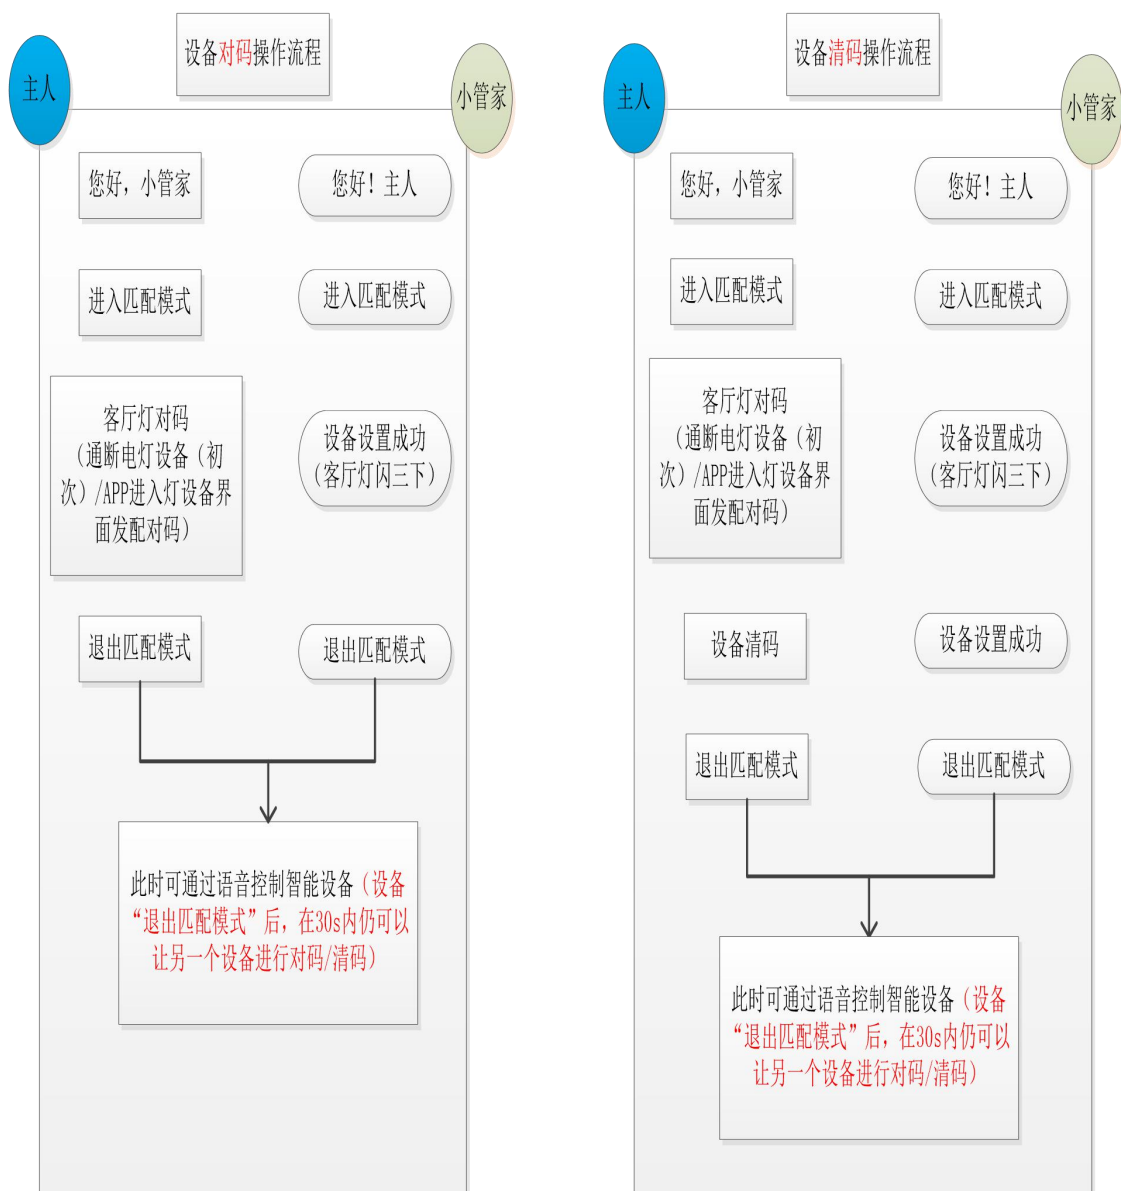 设备对码操作流程
主人
小管家
您好，小管家
您好！主人
进入匹配模式
进入匹配模式
客厅灯对码
（通断电灯设备（初
次）/APP进入灯设备界
面发配对码）
设备设置成功
（客厅灯闪三下）
退出匹配模式
退出匹配模式
此时可通过语音控制智能设备（设备
“退出匹配模式”后，在30s内仍可以
让另一个设备进行对码/清码）
设备清码操作流程
主人
小管家
您好，小管家
您好！主人
进入匹配模式
进入匹配模式
客厅灯对码
（通断电灯设备（初
次）/APP进入灯设备界
面发配对码）
设备设置成功
（客厅灯闪三下）
设备清码
设备设置成功
退出匹配模式
退出匹配模式
此时可通过语音控制智能设备（设备
“退出匹配模式”后，在30s内仍可以
让另一个设备进行对码/清码）